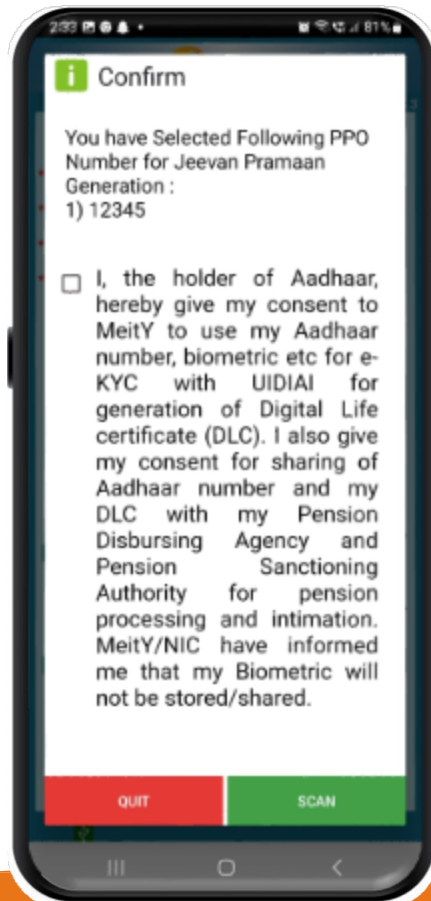 2:33 81%
Confirm
You have Selected Following PPO
Number for Jeevan Pramaan
Generation :
1) 12345
I, the holder of Aadhaar,
hereby give my consent to
MeitY to use my Aadhaar
number, biometric etc for e-
KYC with UIDIAI for
generation of Digital Life
certificate (DLC). I also give
my consent for sharing of
Aadhaar number and my
DLC with my Pension
Disbursing Agency and
Pension Sanctioning
Authority for pension
processing and intimation.
MeitY/NIC have informed
me that my Biometric will
not be stored/shared.
QUIT SCAN